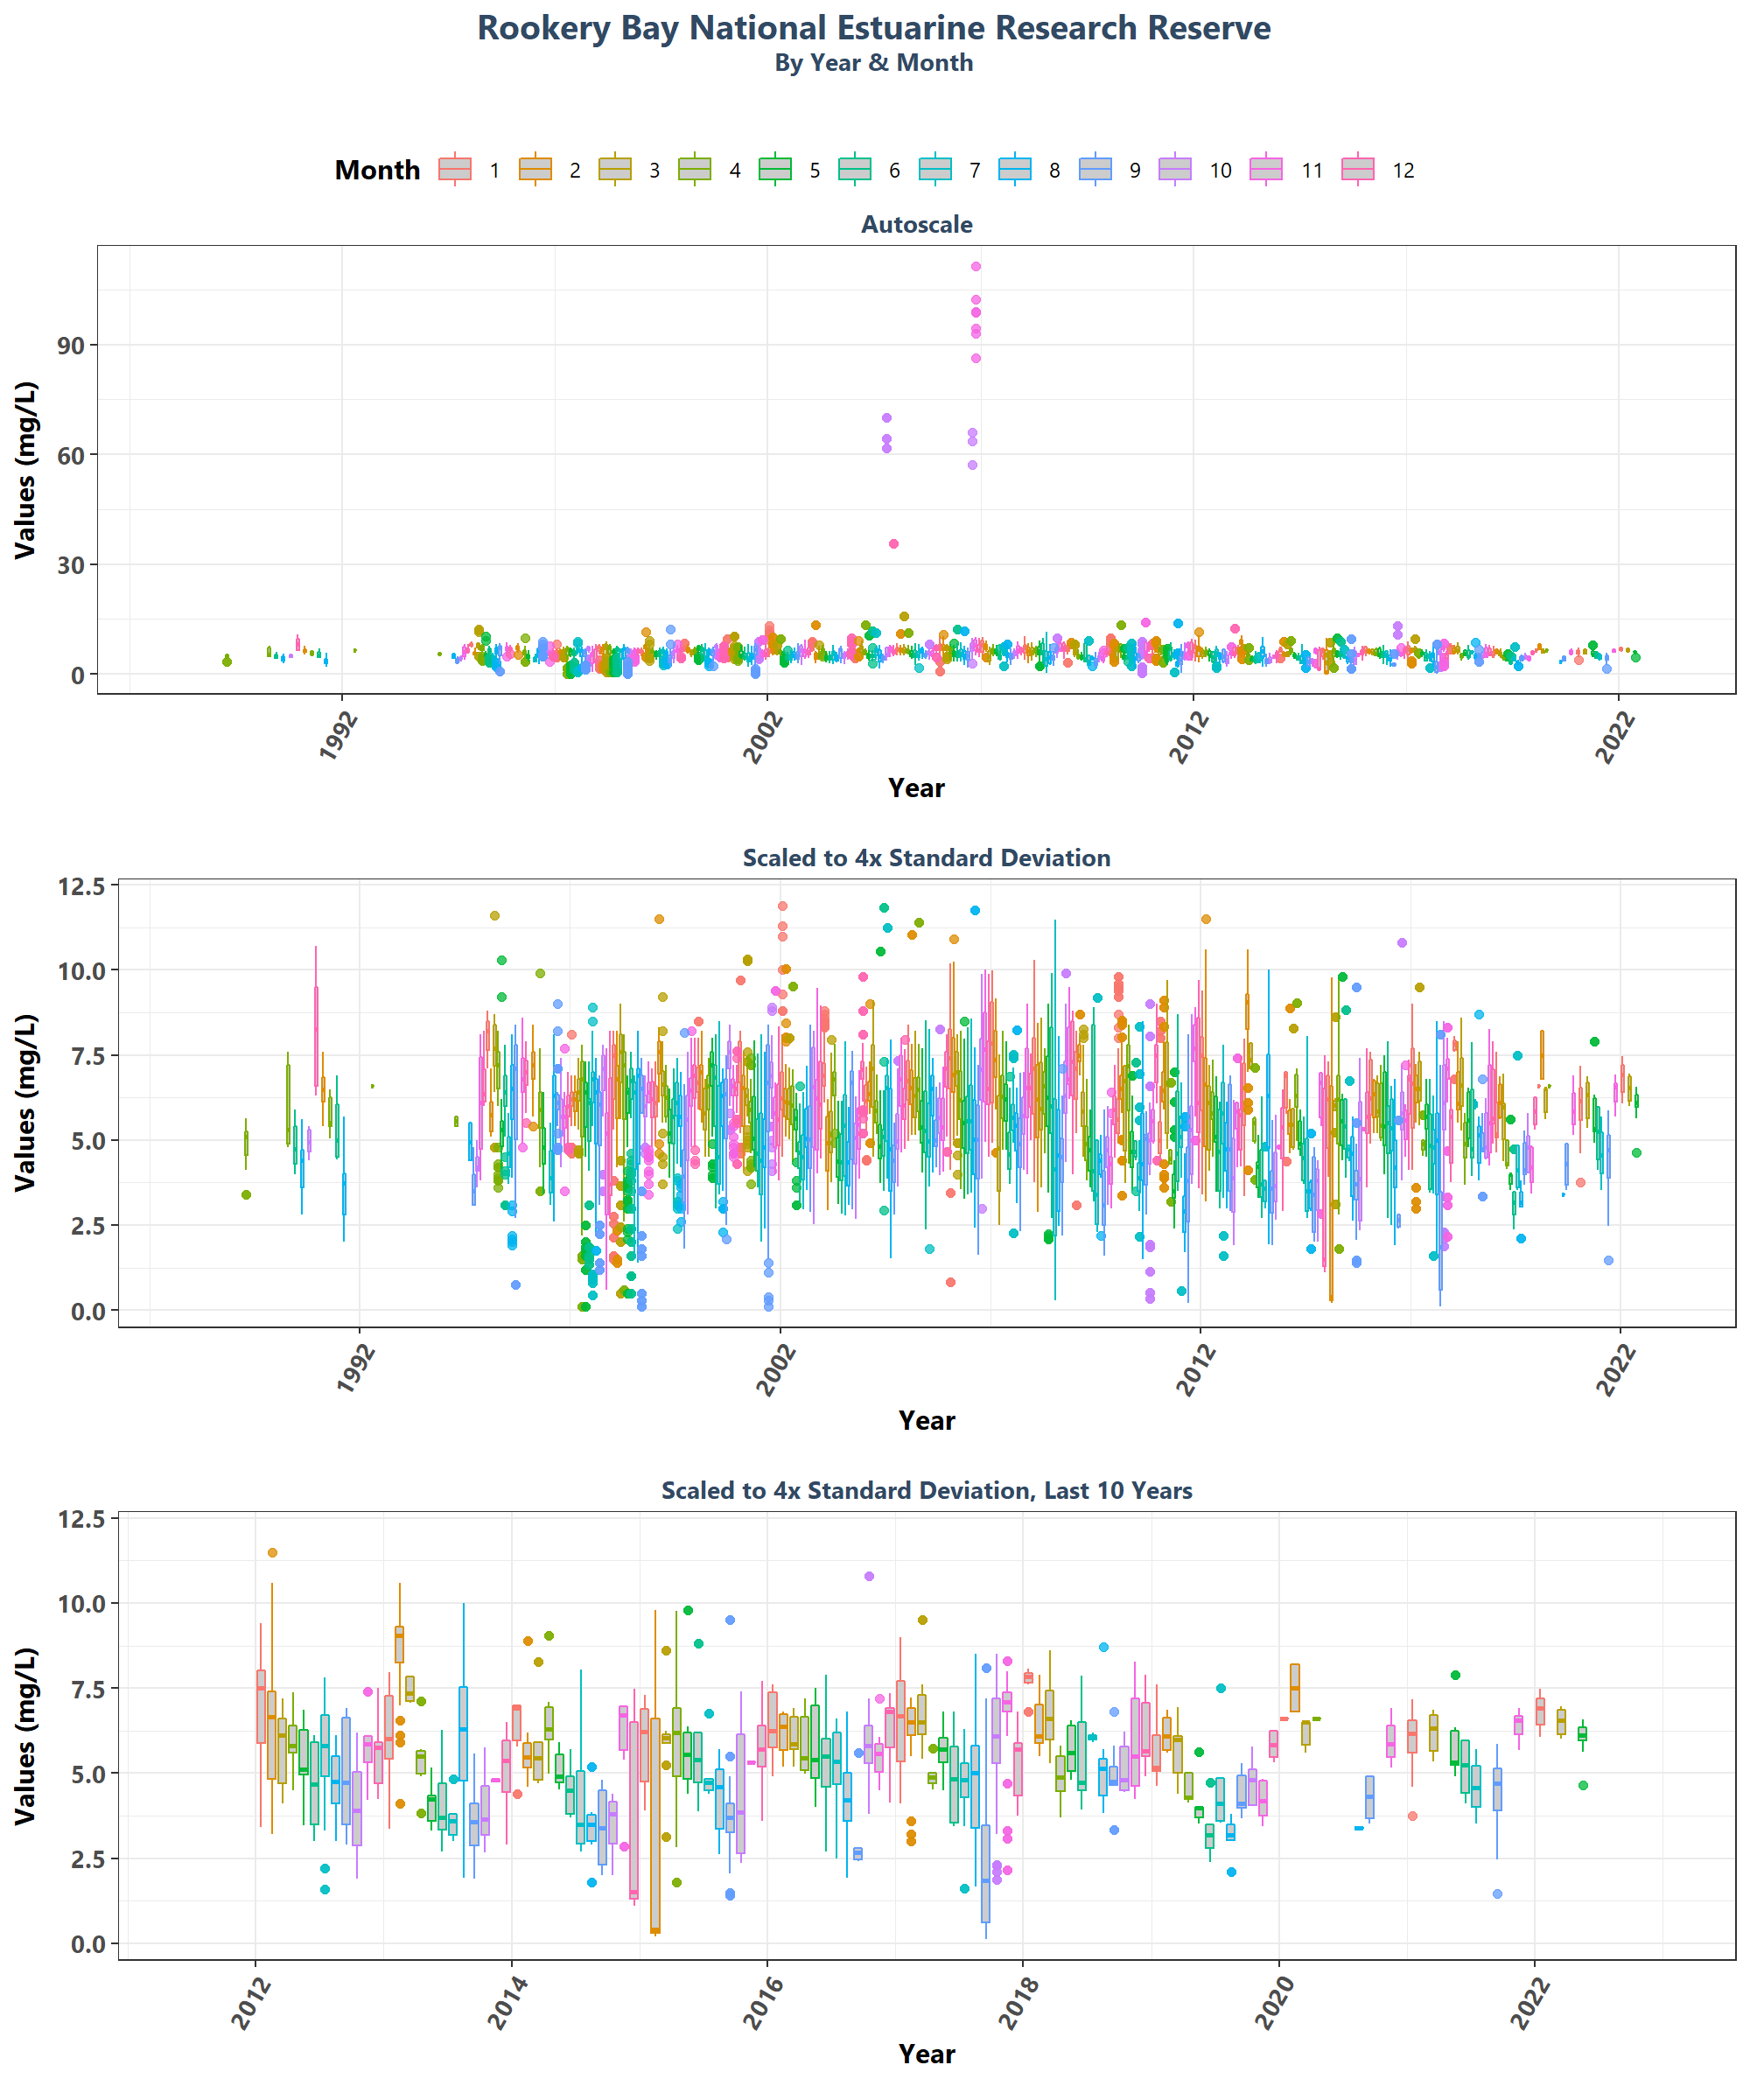 Rookery Bay National Estuarine Research Reserve
By Year & Month
Month 1 2 3 4 5 6 7 8 9 10 11 12
Autoscale
Values (mg/L)
90
60
30
0
1992 2002 2012 2022
Year
Scaled to 4x Standard Deviation
Values (mg/L)
12.5
10.0
7.5
5.0
2.5
0.0
1992 2002 2012 2022
Year
Scaled to 4x Standard Deviation, Last 10 Years
Values (mg/L)
12.5
10.0
7.5
5.0
2.5
0.0
2012 2014 2016 2018 2020 2022
Year